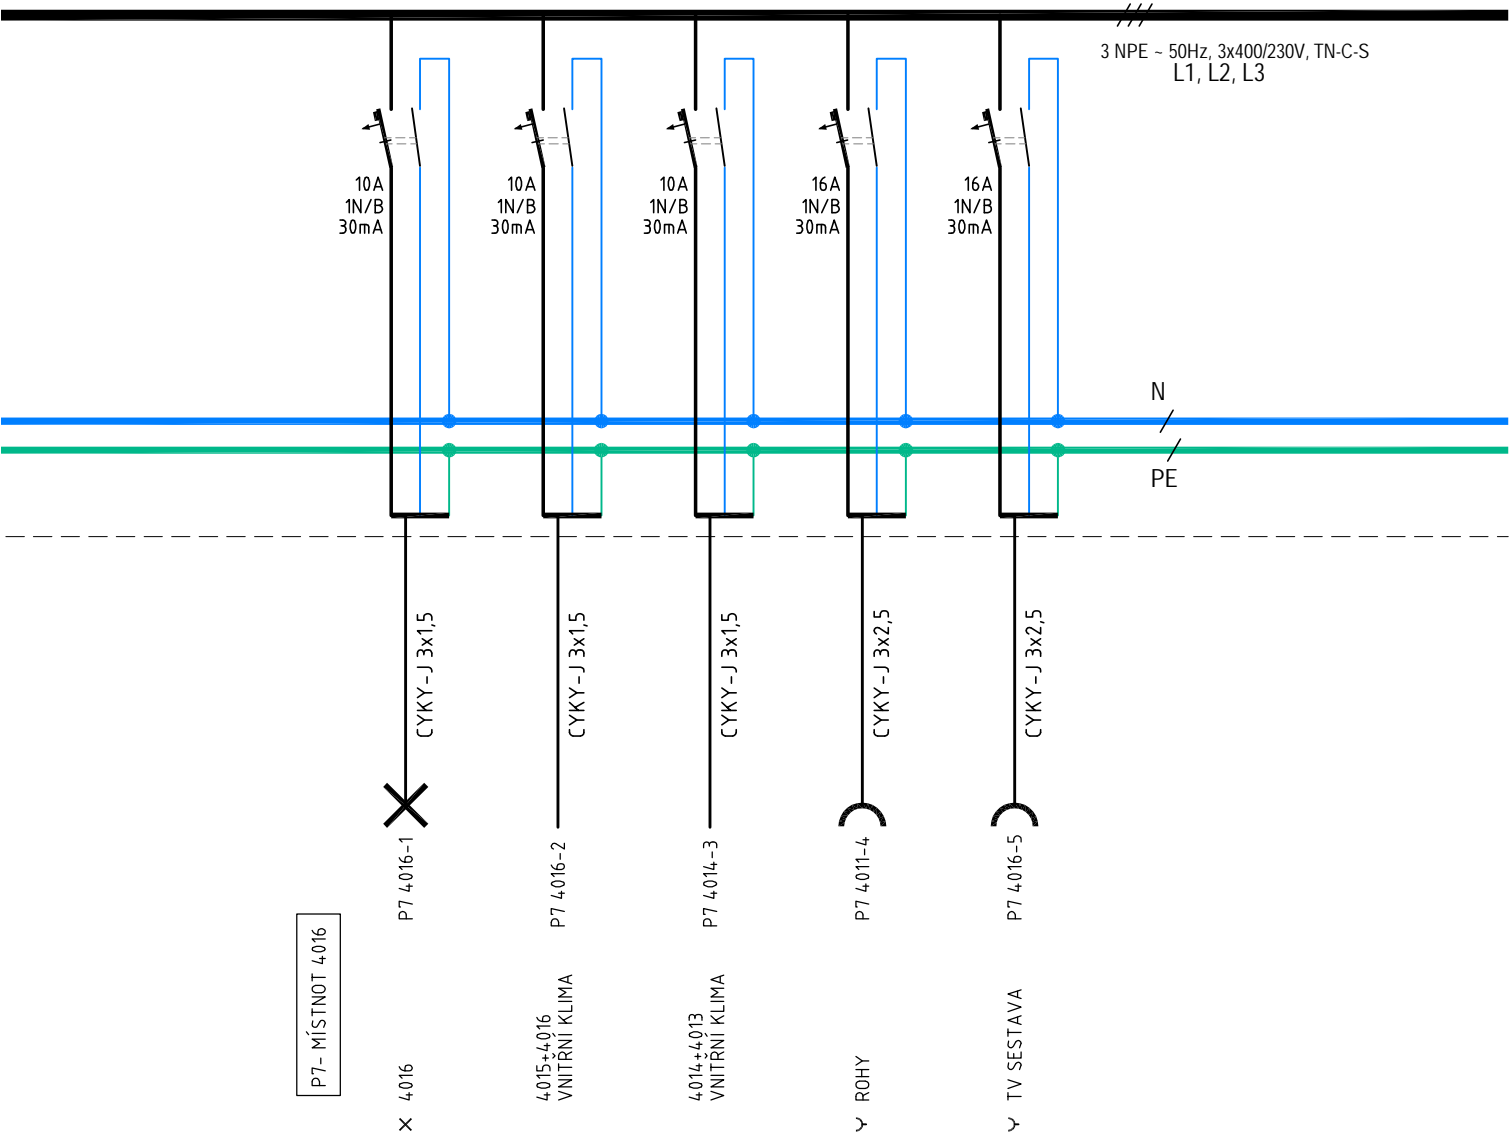 3 NPE ~ 50Hz, 3x400/230V, TN-C-S
L1, L2, L3
10A
1N/B
30mA
10A
1N/B
30mA
10A
1N/B
30mA
16A
1N/B
30mA
16A
1N/B
30mA
N
PE
CYKY-J 3x1,5
CYKY-J 3x1,5
CYKY-J 3x1,5
CYKY-J 3x2,5
CYKY-J 3x2,5
P7 4016-1
P7 4016-2
P7 4014-3
P7 4011-4
P7 4016-5
P7- MÍSTNOT 4016
4016
4015+4016
VNITŘNÍ KLIMA
4014+4013
VNITŘNÍ KLIMA
ROHY
TV SESTAVA